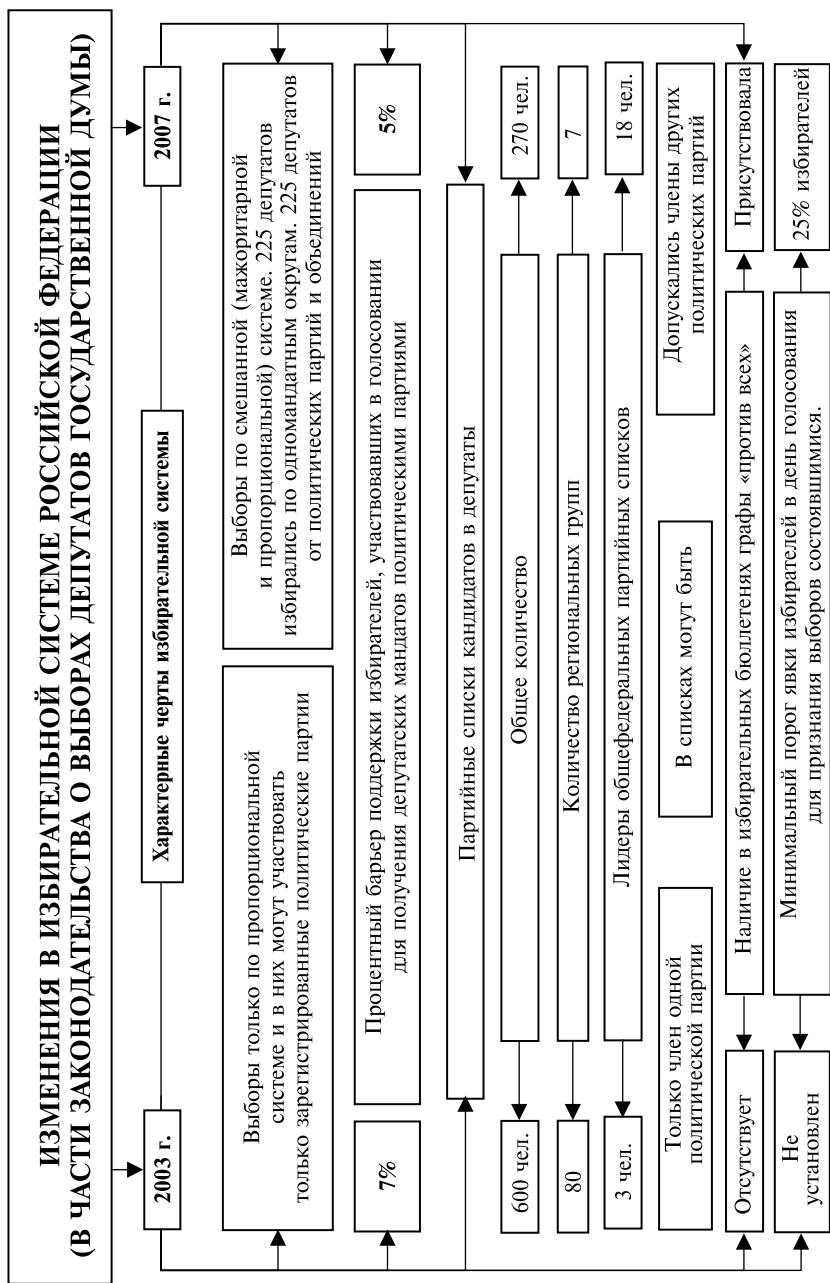 ИЗМЕНЕНИЯ В ИЗБИРАТЕЛЬНОЙ СИСТЕМЕ РОССИЙСКОЙ ФЕДЕРАЦИИ
(В ЧАСТИ ЗАКОНОДАТЕЛЬСТВА О ВЫБОРАХ ДЕПУТАТОВ ГОСУДАРСТВЕННОЙ ДУМЫ)
2003 г.
Характерные черты избирательной системы
2007 г.
Выборы только по пропорциональной
системе и в них могут участвовать
только зарегистрированные политические партии
Выборы по смешанной (мажоритарной
и пропорциональной) системе. 225 депутатов
избирались по одномандатным округам. 225 депутатов
от политических партий и объединений
7%
Процентный барьер поддержки избирателей, участвовавших в голосовании
для получения депутатских мандатов политическими партиями
5%
Партийные списки кандидатов в депутаты
600 чел.
Общее количество
270 чел.
80
Количество региональных групп
7
3 чел.
Лидеры общефедеральных партийных списков
18 чел.
Только член одной
политической партии
В списках могут быть
Допускались члены других
политических партий
Отсутствует
Наличие в избирательных бюллетенях графы «против всех»
Присутствовала
Не
установлен
Минимальный порог явки избирателей в день голосования
для признания выборов состоявшимися.
25% избирателей